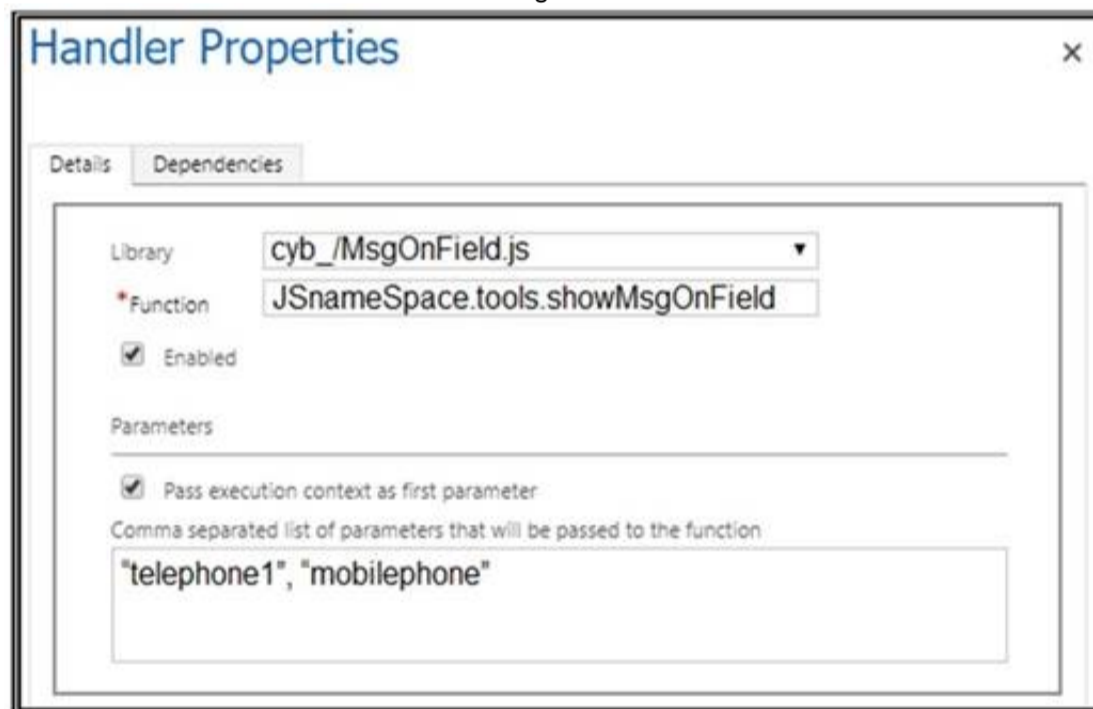 Handler Properties
Details Dependencies
Library cyb_/MsgOnField.js
*Function JSnameSpace.tools.showMsgOnField
Enabled
Parameters
Pass execution context as first parameter
Comma separated list of parameters that will be passed to the function
"telephone1", "mobilephone"